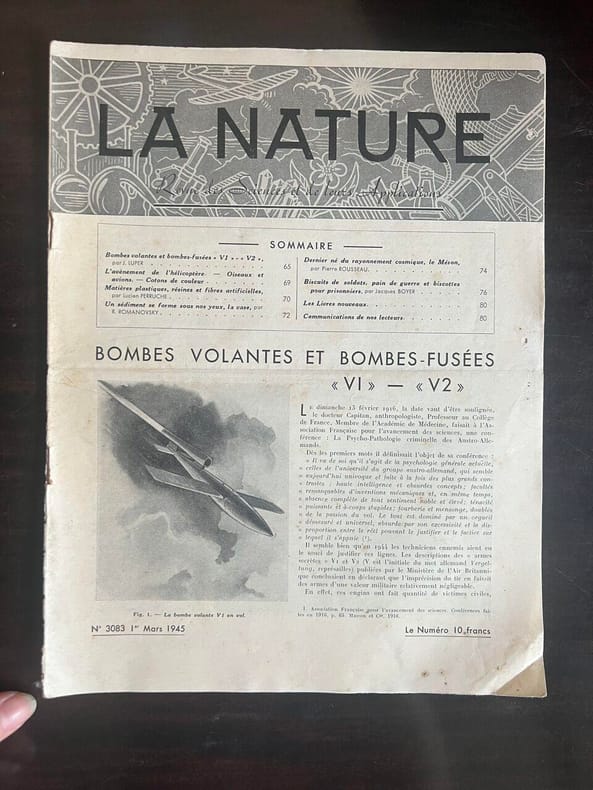 LA NATURE
Revue des Sciences et de leurs Applications
SOMMAIRE
Bombes volantes et bombes-fusées « V1 » - « V2 »,
par J. LUPER . . . . . . . . . . 65
L'avènement de l'hélicoptère. — Oiseaux et
avions. — Cotons de couleur . . . . . 69
Matières plastiques, résines et fibres artificielles,
par Lucien PERRUCHE . . . . . . . . 70
Un sédiment se forme sous nos yeux, la vase, par
R. ROMANOVSKY . . . . . . . . . . 72
Dernier né du rayonnement cosmique, le Méson,
par Pierre ROUSSEAU. . . . . . . . 74
Biscuits de soldats, pain de guerre et biscottes
pour prisonniers, par Jacques BOYER . . . . 76
Les Livres nouveaux. . . . . . . . 80
Communications de nos lecteurs. . . . . . 80
BOMBES VOLANTES ET BOMBES-FUSÉES
« V1 » — « V2 »
LE dimanche 13 février 1916, la date vaut d'être soulignée,
le docteur Capitan, anthropologiste, Professeur au Collège
de France, Membre de l'Académie de Médecine, faisait à l'As-
sociation Française pour l'avancement des sciences, une con-
férence : La Psycho-Pathologie criminelle des Austro-Alle-
mands.
Dès les premiers mots il définissait l'objet de sa conférence :
« Il va de soi qu'il s'agit de la psychologie générale actuelle,
« celles de l'université du groupe austro-allemand, qui semble
« aujourd'hui univoque et faite à la fois des plus grands con-
« trastes : haute intelligence et absurdes concepts; facultés
« remarquables d'inventions mécaniques et, en même temps,
« absence complète de tout sentiment noble et élevé; ténacité
« puissante et à-coups stupides; fourberie et mensonge, doublés
« de la passion du vol. Le tout est dominé par un orgueil
« démesuré et universel, absurde par son excessivité et la dis-
« proportion entre le réel pouvant le justifier et le factice sur
« lequel il s'appuie (¹).
Il semble bien qu'en 1944 les techniciens ennemis aient eu
le souci de justifier ces lignes. Les descriptions des « armes
secrètes » V1 et V2 (V est l'initiale du mot allemand Vergel-
tung, représailles) publiées par le Ministère de l'Air Britanni-
que concluaient en déclarant que l'imprécision du tir en faisait
des armes d'une valeur militaire relativement négligeable.
En effet, ces engins ont fait quantité de victimes civiles,
1. Association Française pour l'avancement des sciences. Conférences fai-
tes en 1916, p. 65. Masson et Cie, 1916.
Fig. 1. — La bombe volante V1 en vol.
N° 3083 1er Mars 1945
Le Numéro 10 francs